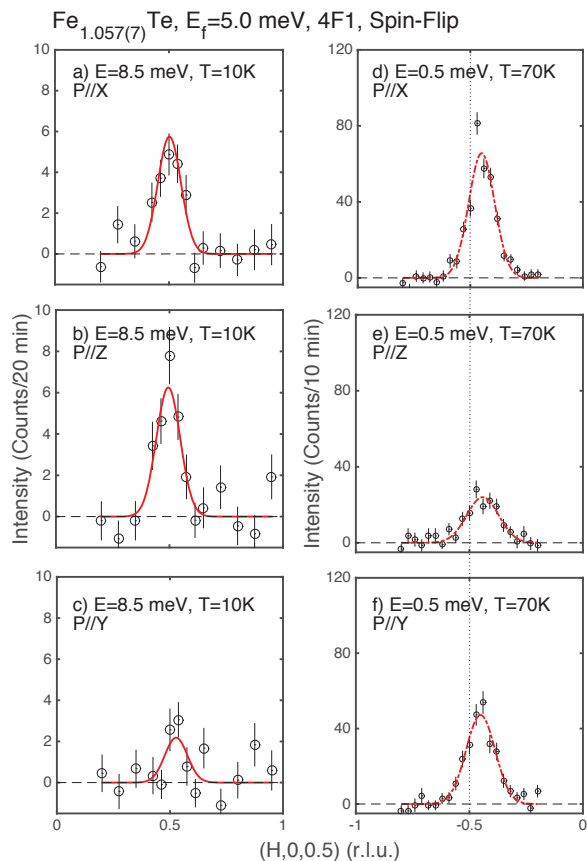 Fe1.057(7)Te, Ef=5.0 meV, 4F1, Spin-Flip
a) E=8.5 meV, T=10K
P//X
10
8
6
4
2
0
d) E=0.5 meV, T=70K
P//X
120
80
40
0
b) E=8.5 meV, T=10K
P//Z
10
8
6
4
2
0
Intensity (Counts/20 min)
e) E=0.5 meV, T=70K
P//Z
120
80
40
0
Intensity (Counts/10 min)
c) E=8.5 meV, T=10K
P//Y
10
8
6
4
2
0
0
0.5
1
f) E=0.5 meV, T=70K
P//Y
120
80
40
0
-1
-0.5
0
(H,0,0.5) (r.l.u.)